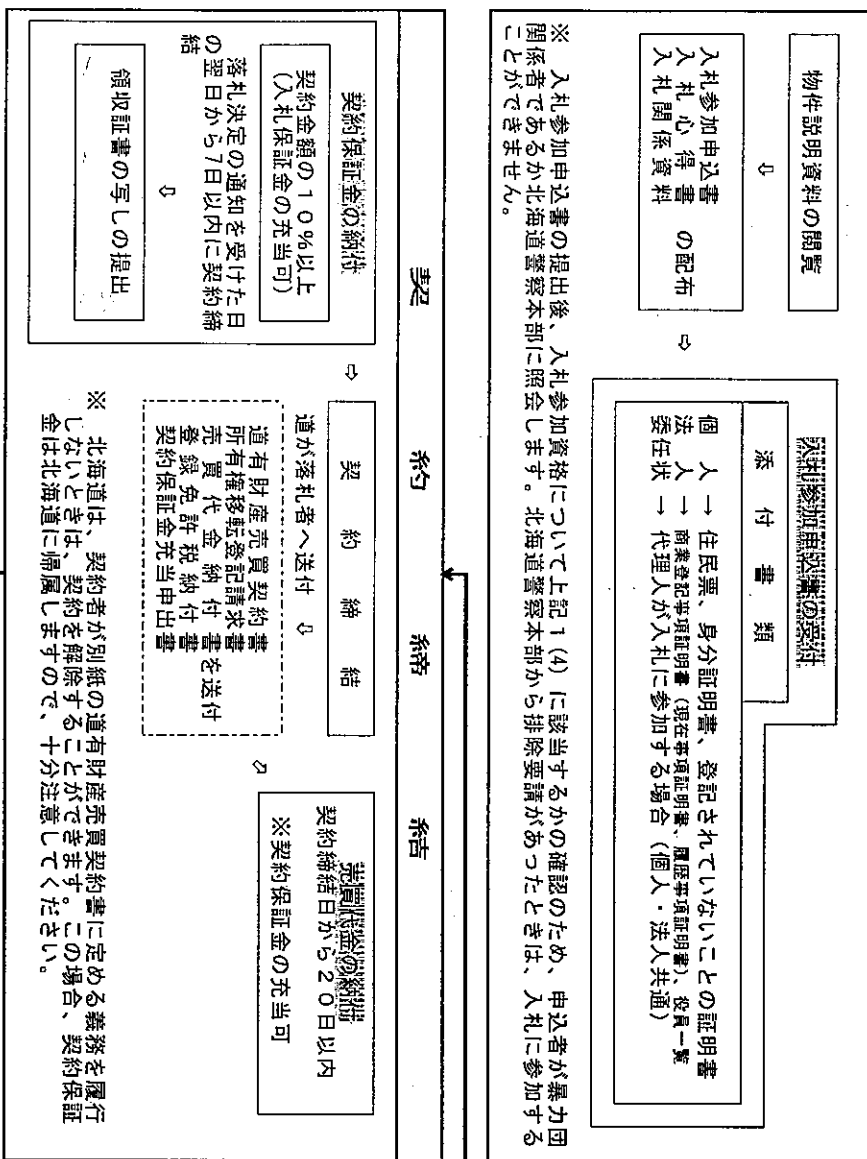 物件説明資料の閲覧
⇩
入札参加申込書
入札心得書 の配布
入札関係資料
⇨
入札参加申込書の受付
添付書類
個 人 → 住民票、身分証明書、登記されていないことの証明書
法 人 → 商業登記事項証明書（現在事項証明書、履歴事項証明書）、役員一覧
委任状 → 代理人が入札に参加する場合（個人・法人共通）
※ 入札参加申込書の提出後、入札参加資格について上記１(4) に該当するかの確認のため、申込者が暴力団
関係者であるか北海道警察本部に照会します。北海道警察本部から排除要請があったときは、入札に参加する
ことができません。
契 約 締 結
契約保証金の納付
契約金額の１０％以上
（入札保証金の充当可）
落札決定の通知を受けた日
の翌日から７日以内に契約締
結
⇩
領収証書の写しの提出
⇨
契 約 締 結
道が落札者へ送付 ⇩
道有財産売買契約書
所有権移転登記請求書
売買代金納付書を送付
登録免許税納付書
契約保証金充当申出書
売買代金の納付
契約締結日から２０日以内
※契約保証金の充当可
※ 北海道は、契約者が別紙の道有財産売買契約書に定める義務を履行
しないときは、契約を解除することができます。この場合、契約保証
金は北海道に帰属しますので、十分注意してください。